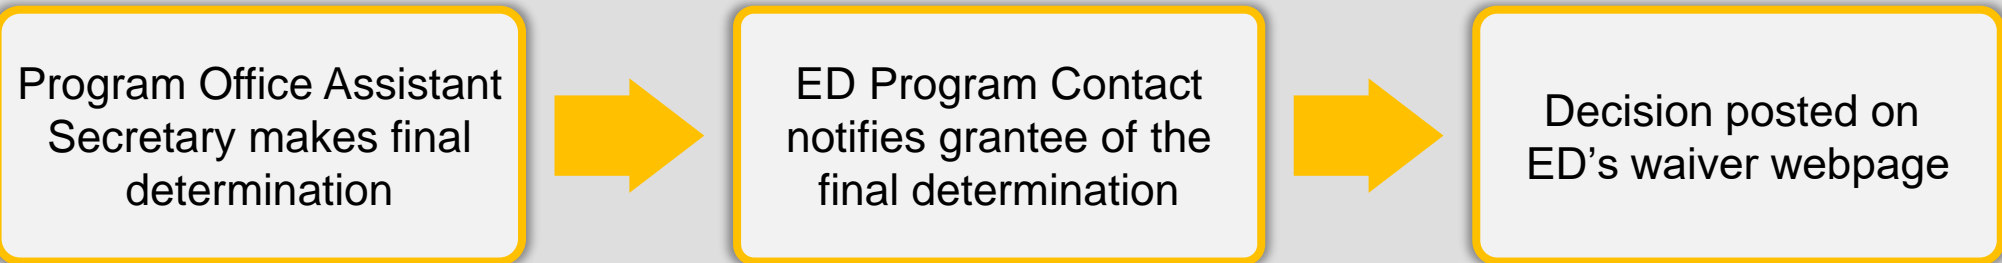 Program Office Assistant
Secretary makes final
determination
ED Program Contact
notifies grantee of the
final determination
Decision posted on
ED’s waiver webpage